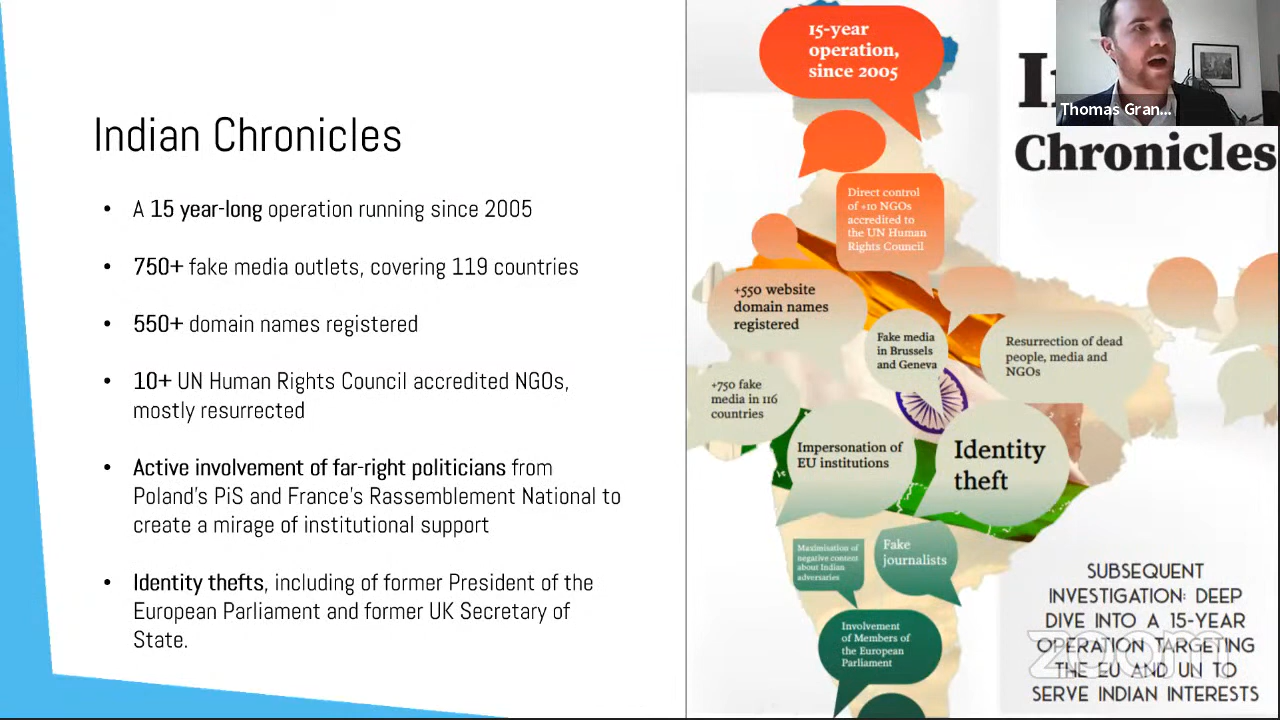 Indian Chronicles
• A 15 year-long operation running since 2005
• 750+ fake media outlets, covering 119 countries
• 550+ domain names registered
• 10+ UN Human Rights Council accredited NGOs,
mostly resurrected
• Active involvement of far-right politicians from
Poland's PiS and France's Rassemblement National to
create a mirage of institutional support
• Identity thefts, including of former President of the
European Parliament and former UK Secretary of
State.
15-year
operation,
since 2005
Direct control
of +10 NGOs
accredited to
the UN Human
Rights Council
+550 website
domain names
registered
Fake media
in Brussels
and Geneva
Resurrection of dead
people, media and
NGOs
+750 fake
media in 116
countries
Impersonation of
EU institutions
Identity
theft
Maximisation of
negative content
about Indian
adversaries
Fake
journalists
Involvement
of Members of
the European
Parliament
Thomas Gran...
Chronicles
SUBSEQUENT
INVESTIGATION: DEEP
DIVE INTO A 15-YEAR
OPERATION TARGETING
THE EU AND UN TO
SERVE INDIAN INTERESTS
zoom